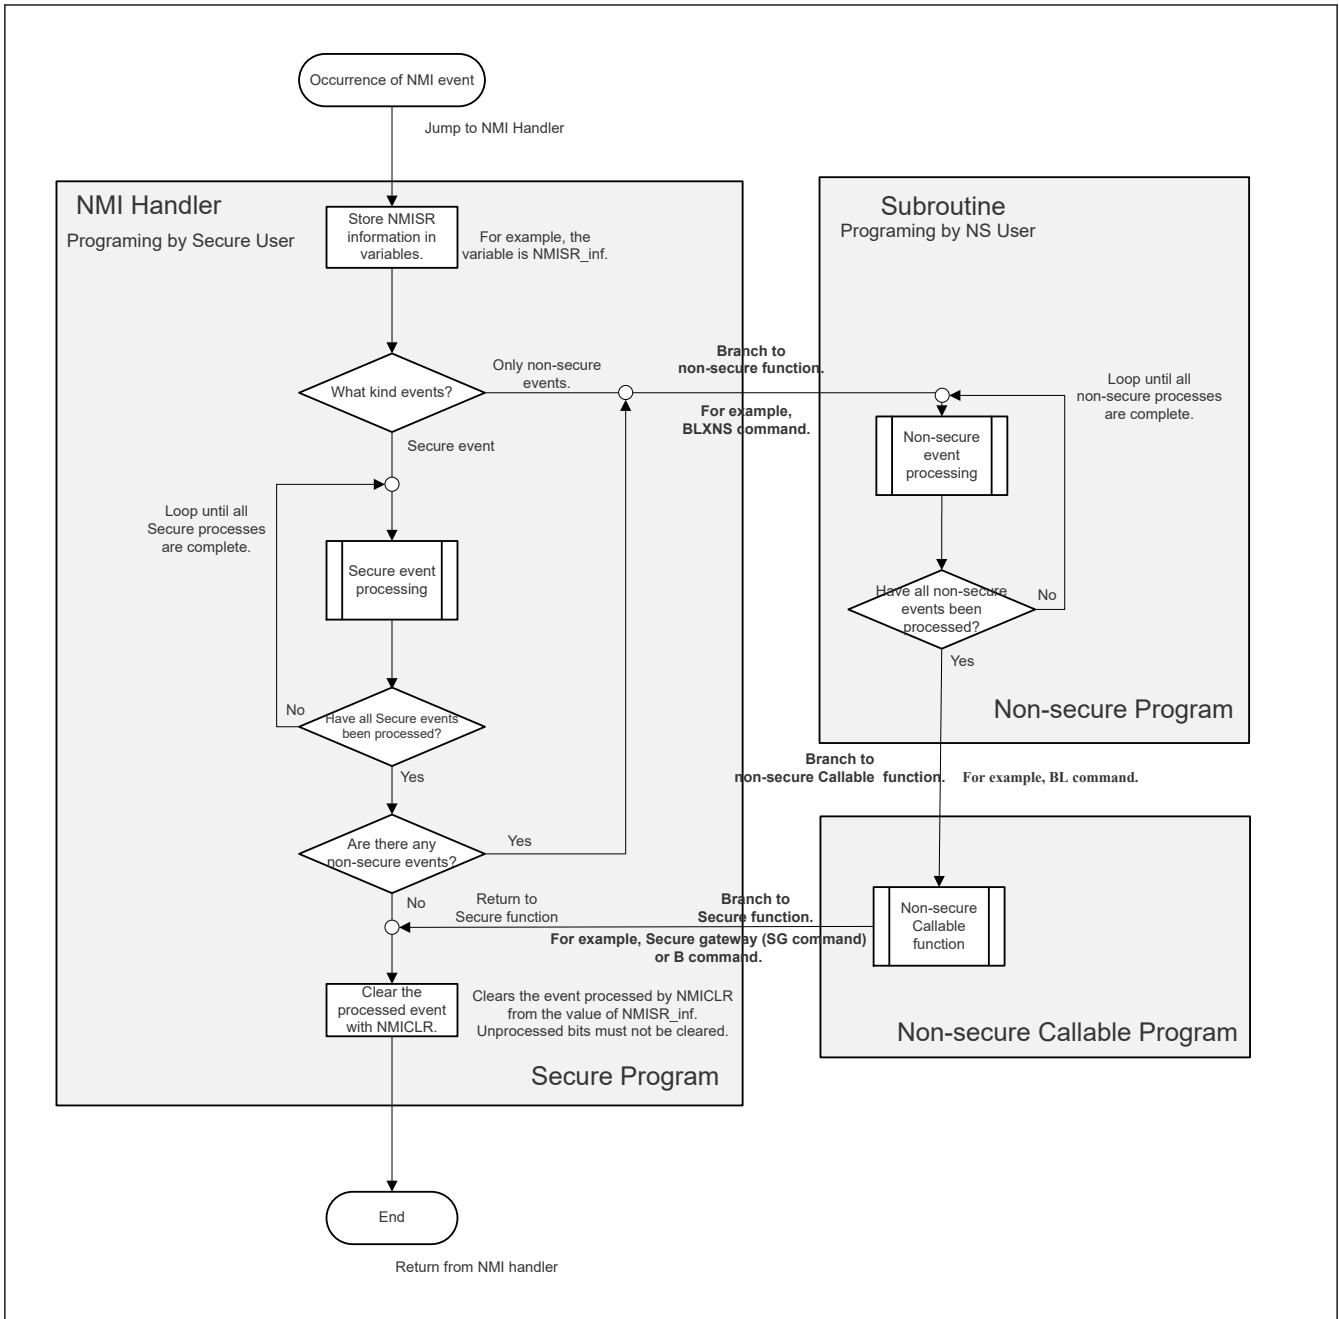 Occurrence of NMI event
Jump to NMI Handler
NMI Handler
Programing by Secure User
Store NMISR
information in
variables.
For example, the
variable is NMISR_inf.
What kind events?
Only non-secure
events.
Secure event
Loop until all
Secure processes
are complete.
Secure event
processing
No
Have all Secure events
been processed?
Yes
Are there any
non-secure events?
Yes
No
Return to
Secure function
Clear the
processed event
with NMICLR.
Clears the event processed by NMICLR
from the value of NMISR_inf.
Unprocessed bits must not be cleared.
Secure Program
End
Return from NMI handler
Branch to
non-secure function.
For example,
BLXNS command.
Subroutine
Programing by NS User
Loop until all
non-secure processes
are complete.
Non-secure
event
processing
Have all non-secure
events been
processed?
No
Yes
Non-secure Program
Branch to
non-secure Callable function.
For example, BL command.
Non-secure
Callable
function
Branch to
Secure function.
For example, Secure gateway (SG command)
or B command.
Non-secure Callable Program